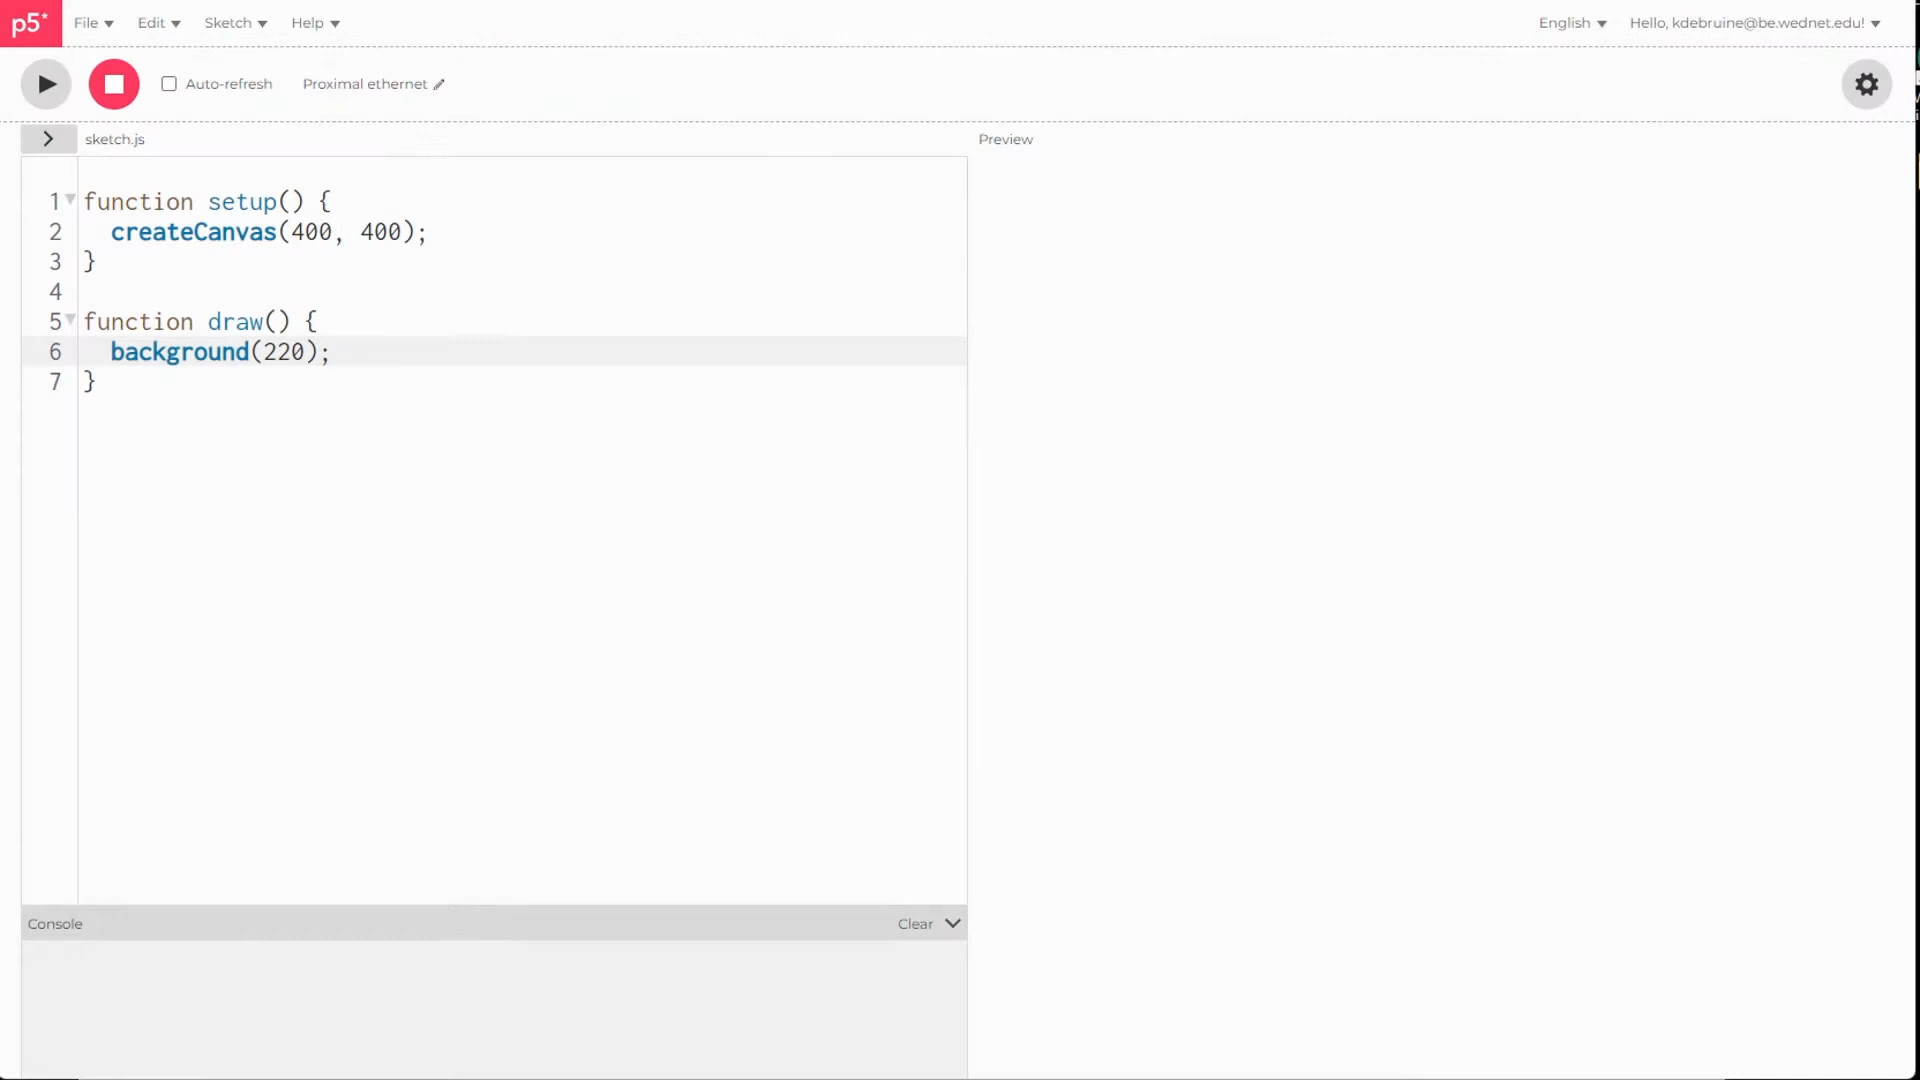 p5* File Edit Sketch Help English Hello, kdebruine@be.wednet.edu!
Auto-refresh Proximal ethernet
sketch.js Preview
1 function setup() {
2 createCanvas(400, 400);
3 }
4
5 function draw() {
6 background(220);
7 }
Console Clear